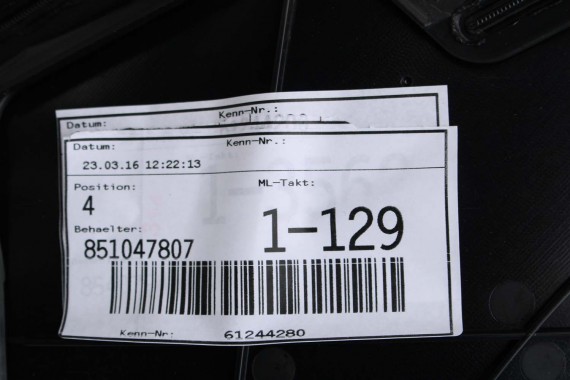 Kenn-Nr.:
Datum:
Datum: Kenn-Nr.:
23.03.16 12:22:13
Position: ML-Takt:
4
1-129
Behaelter:
851047807
Kenn-Nr: 61244280